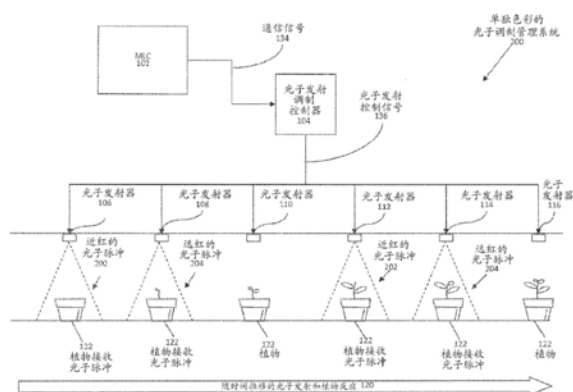 通信信号
134
单独色彩的
光子调制管理系统
200
MLC
102
光子发射
调制
控制器
104
光子发射
控制信号
136
光子发射器
106
光子发射器
108
光子发射器
110
光子发射器
112
光子发射器
114
光子
发射器
116
近红的
光子脉冲
202
远红的
光子脉冲
204
近红的
光子脉冲
202
远红的
光子脉冲
204
122
植物接收
光子脉冲
122
植物接收
光子脉冲
122
植物
122
植物接收
光子脉冲
122
植物接收
光子脉冲
122
植物
随时间推移的光子发射和植物反应 120